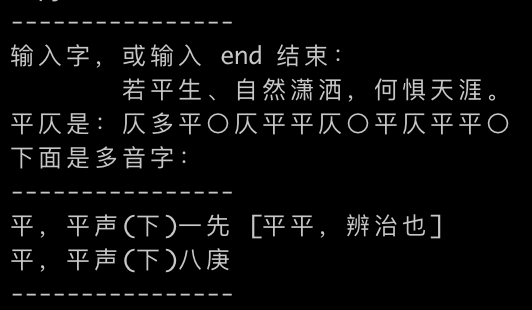 ----------------
输入字，或输入 end 结束：
若平生、自然潇洒，何惧天涯。
平仄是：仄多平〇仄平平仄〇平仄平平〇
下面是多音字：
----------------
平，平声(下)一先 [平平，辨治也]
平，平声(下)八庚
----------------